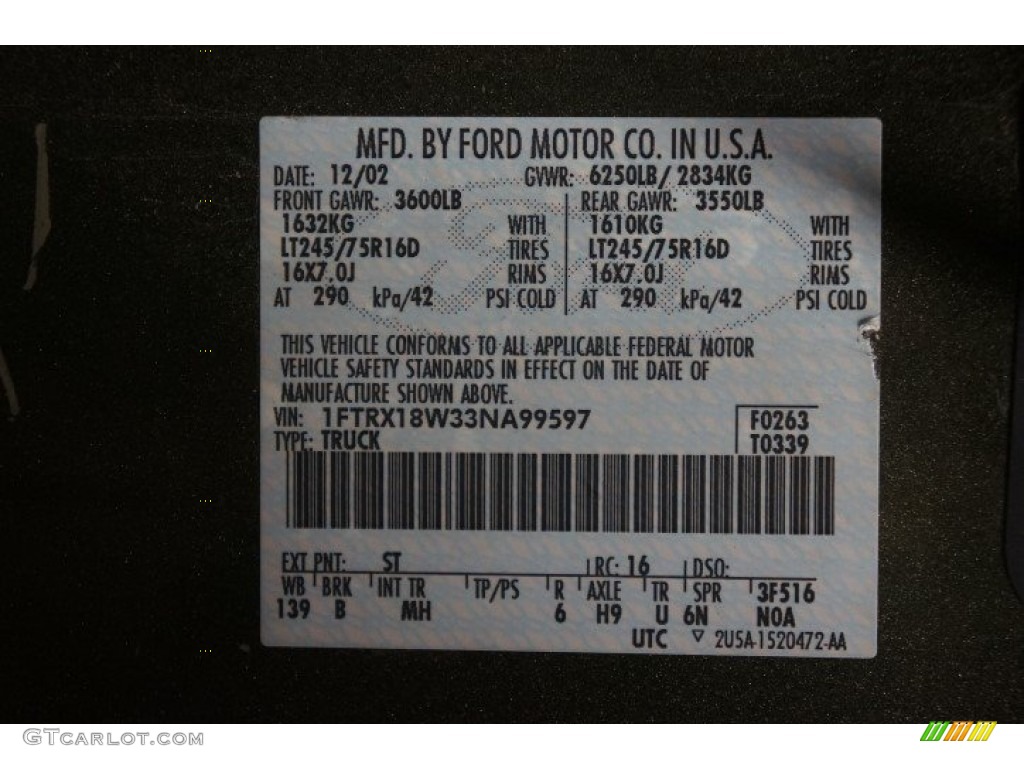 MFD. BY FORD MOTOR CO. IN U.S.A.
DATE: 12/02 GVWR: 6250LB/ 2834KG
FRONT GAWR: 3600LB REAR GAWR: 3550LB
1632KG WITH 1610KG WITH
LT245/75R16D TIRES LT245/75R16D TIRES
16X7.0J RIMS 16X7.0J RIMS
AT 290 kPa/42 PSI COLD AT 290 kPa/42 PSI COLD
THIS VEHICLE CONFORMS TO ALL APPLICABLE FEDERAL MOTOR
VEHICLE SAFETY STANDARDS IN EFFECT ON THE DATE OF
MANUFACTURE SHOWN ABOVE.
VIN: 1FTRX18W33NA99597 F0263
TYPE: TRUCK T0339
EXT PNT: ST RC: 16 DSO:
WB BRK INT TR TP/PS R AXLE TR SPR 3F516
139 B MH 6 H9 U 6N NOA
UTC ▽ 2U5A-1520472-AA
GTCARLOT.COM